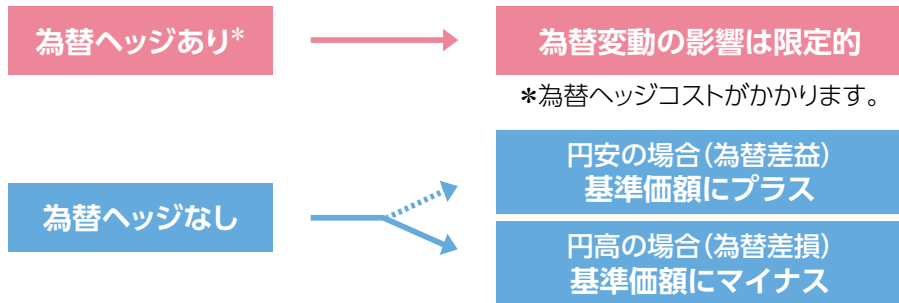 為替ヘッジあり*
為替変動の影響は限定的
*為替ヘッジコストがかかります。
為替ヘッジなし
円安の場合(為替差益)
基準価額にプラス
円高の場合(為替差損)
基準価額にマイナス